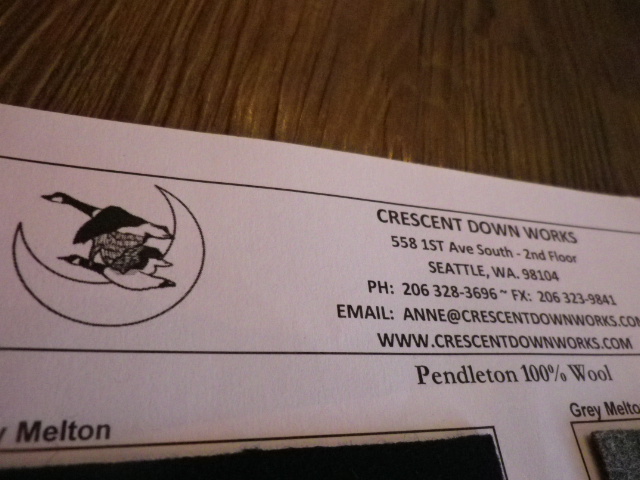 CRESCENT DOWN WORKS
558 1ST Ave South - 2nd Floor
SEATTLE, WA. 98104
PH: 206 328-3696 ~ FX: 206 323-9841
EMAIL: ANNE@CRESCENTDOWNWORKS.COM
WWW.CRESCENTDOWNWORKS.COM
Pendleton 100% Wool
y Melton
Grey Melto